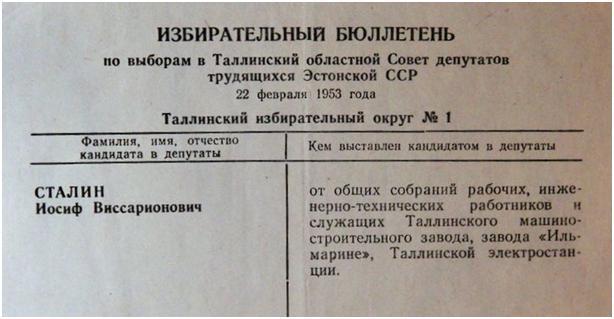 ИЗБИРАТЕЛЬНЫЙ БЮЛЛЕТЕНЬ
по выборам в Таллинский областной Совет депутатов
трудящихся Эстонской ССР
22 февраля 1953 года
Таллинский избирательный округ № 1
Фамилия, имя, отчество
кандидата в депутаты
Кем выставлен кандидатом в депутаты
СТАЛИН
Иосиф Виссарионович
от общих собраний рабочих, инже-
нерно-технических работников и
служащих Таллинского машино-
строительного завода, завода «Иль-
марине», Таллинской электростан-
ции.